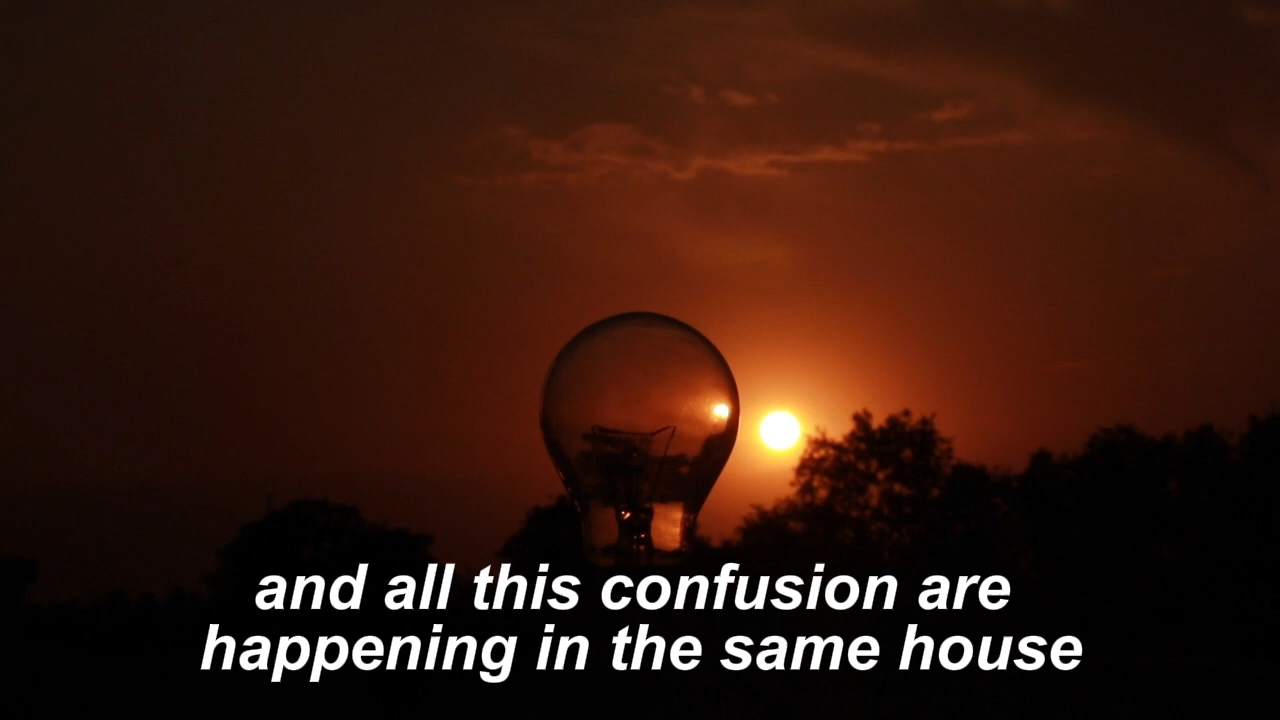 and all this confusion are
happening in the same house